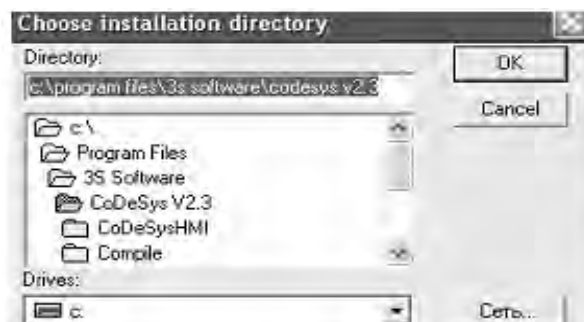 Choose installation directory
Directory:
OK
c:\program files\3s software\codesys v2.3
Cancel
c:\
Program Files
3S Software
CoDeSys V2.3
CoDeSysHMI
Compile
Drives:
c:
Сеть...